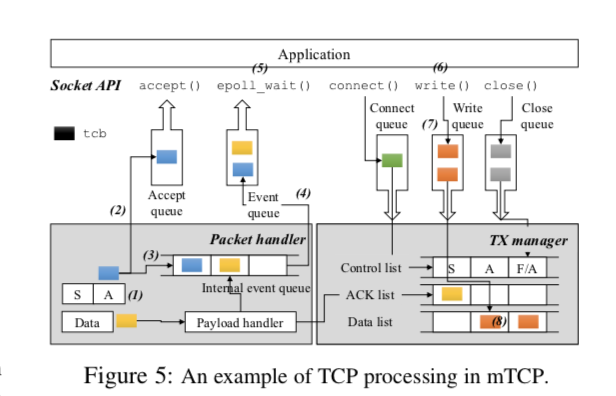 Application
(5)
(6)
Socket API accept() epoll_wait() connect() write() close()
Connect queue
(7)
Write queue
Close queue
tcb
Accept queue
Event queue
(4)
(2)
Packet handler
TX manager
(3)
Control list
S A F/A
S A (1)
Internal event queue
ACK list
Data
Payload handler
Data list
(8)
Figure 5: An example of TCP processing in mTCP.